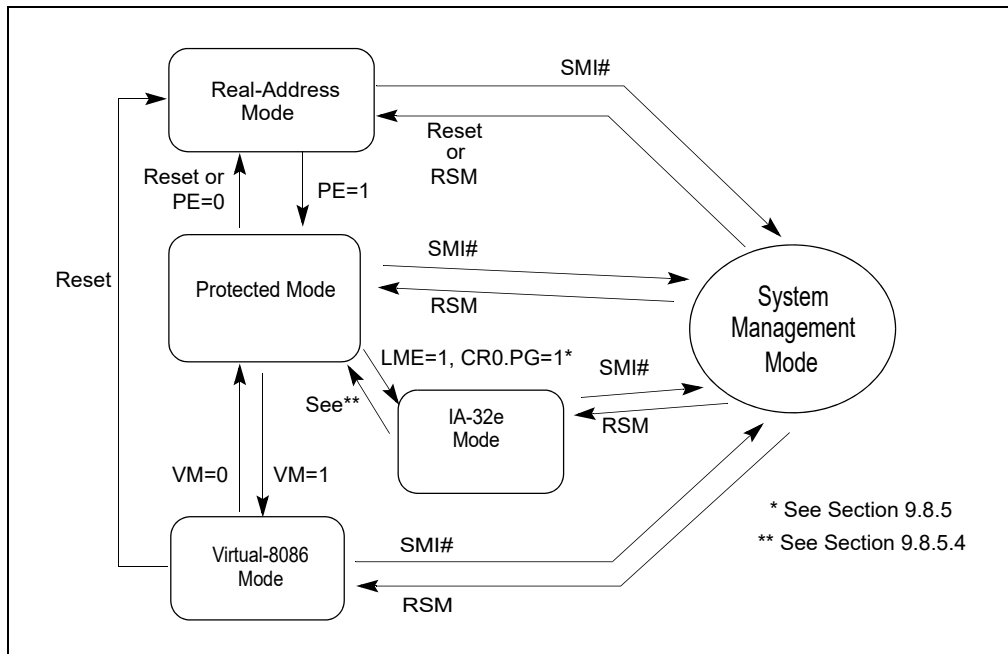 SMI#
Real-Address
Mode
Reset
or
RSM
Reset or
PE=0
PE=1
SMI#
Reset
Protected Mode
RSM
System
Management
Mode
LME=1, CR0.PG=1*
SMI#
See**
IA-32e
Mode
RSM
VM=0
VM=1
* See Section 9.8.5
** See Section 9.8.5.4
Virtual-8086
Mode
SMI#
RSM